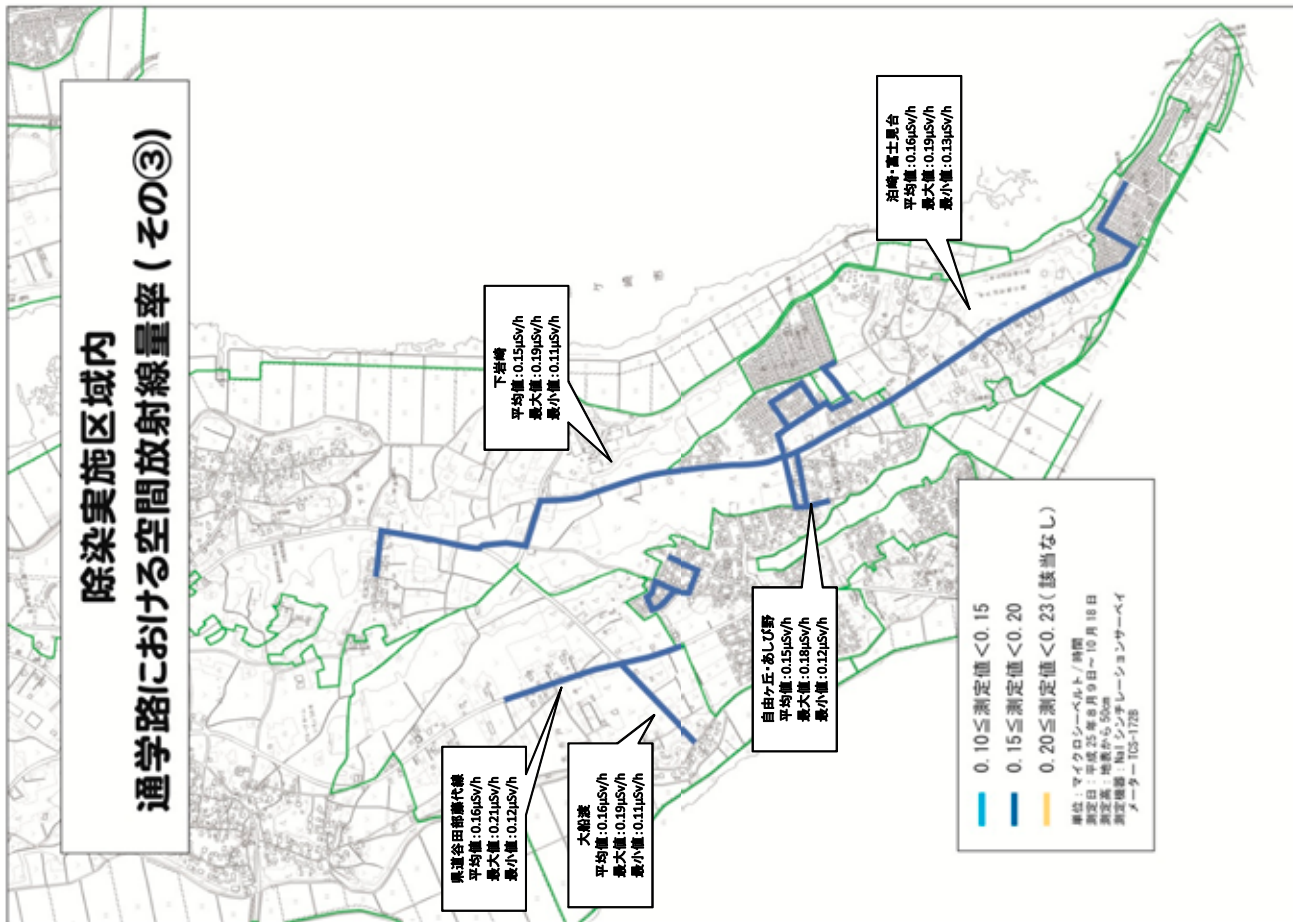 除染実施区域内
通学路における空間放射線量率(その③)
泊崎・富士見台
平均値:0.16μSv/h
最大値:0.19μSv/h
最小値:0.13μSv/h
下岩崎
平均値:0.15μSv/h
最大値:0.19μSv/h
最小値:0.11μSv/h
自由ヶ丘・あしび野
平均値:0.15μSv/h
最大値:0.18μSv/h
最小値:0.12μSv/h
県道谷田部藤代線
平均値:0.16μSv/h
最大値:0.21μSv/h
最小値:0.12μSv/h
大船渡
平均値:0.16μSv/h
最大値:0.19μSv/h
最小値:0.11μSv/h
0.10≦測定値<0.15
0.15≦測定値<0.20
0.20≦測定値<0.23(該当なし)
単位:マイクロシーベルト/時間
測定日:平成25年8月9日~10月18日
測定高:地表から50cm
測定機器:NaIシンチレーションサーベイ
メーターTCS-172B